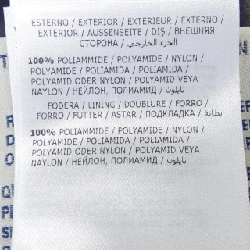 ESTERNO / EXTERIOR / EXTERIEUR / EXTERNO /
EXTERIOR / AUSSENSEITE / DIŞ / ВНЕШНЯЯ
СТОРОНА / الجزء الخارجي /
100% POLIAMMIDE / POLYAMIDE / NYLON /
POLYAMIDE / POLIAMIDA / POLIAMIDA /
POLYAMID ODER NYLON / POLYAMID VEYA
NAYLON / НЕЙЛОН, ПОЛИАМИД / نايلون /
FODERA / LINING / DOUBLURE / FORRO /
FORRO / FUTTER / ASTAR / ПОДКЛАДКА / بطانة /
100% POLIAMMIDE / POLYAMIDE / NYLON /
POLYAMIDE / POLIAMIDA / POLIAMIDA /
POLYAMID ODER NYLON / POLYAMID VEYA
NAYLON / НЕЙЛОН, ПОЛИАМИД / نايلون /